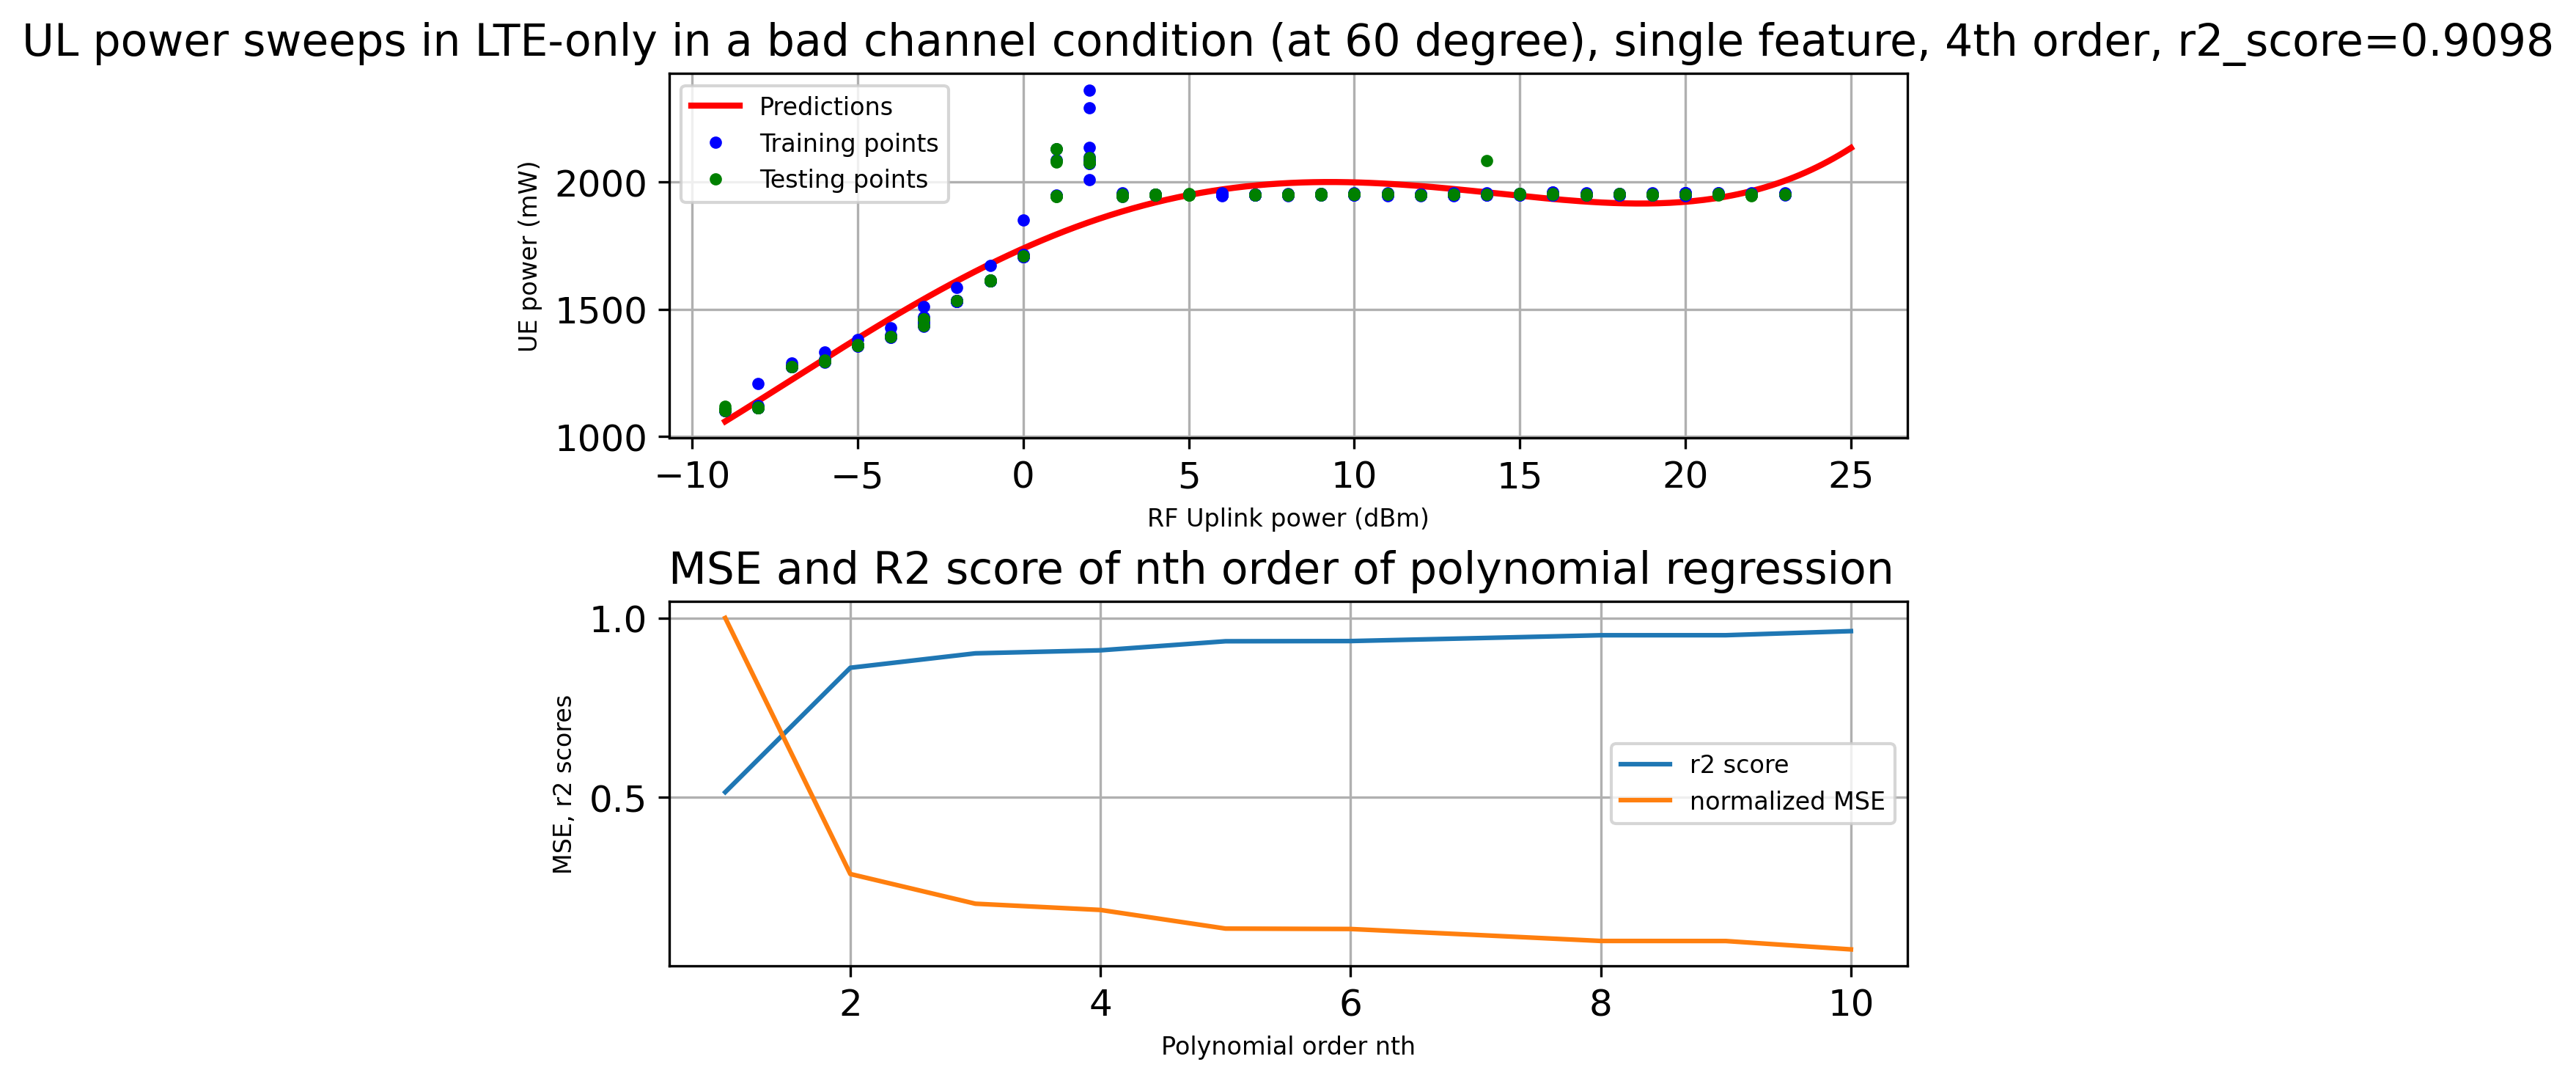 UL power sweeps in LTE-only in a bad channel condition (at 60 degree), single feature, 4th order, r2_score=0.9098
Predictions
Training points
Testing points
UE power (mW)
2000
1500
1000
−10 −5 0 5 10 15 20 25
RF Uplink power (dBm)
MSE and R2 score of nth order of polynomial regression
MSE, r2 scores
1.0
0.5
r2 score
normalized MSE
2 4 6 8 10
Polynomial order nth